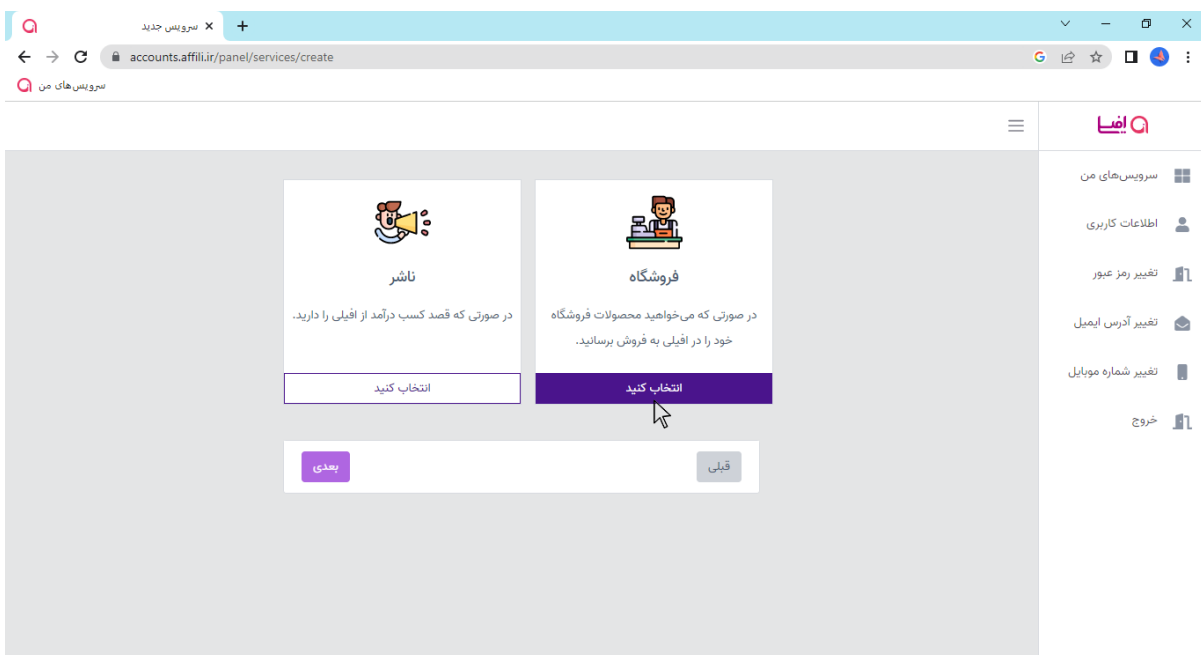 سرویس جدید
accounts.affili.ir/panel/services/create
سرویس‌های من
افیلی
سرویس‌های من
اطلاعات کاربری
تغییر رمز عبور
تغییر آدرس ایمیل
تغییر شماره موبایل
خروج
فروشگاه
در صورتی که می‌خواهید محصولات فروشگاه
خود را در افیلی به فروش برسانید.
انتخاب کنید
ناشر
در صورتی که قصد کسب درآمد از افیلی را دارید.
انتخاب کنید
قبلی
بعدی